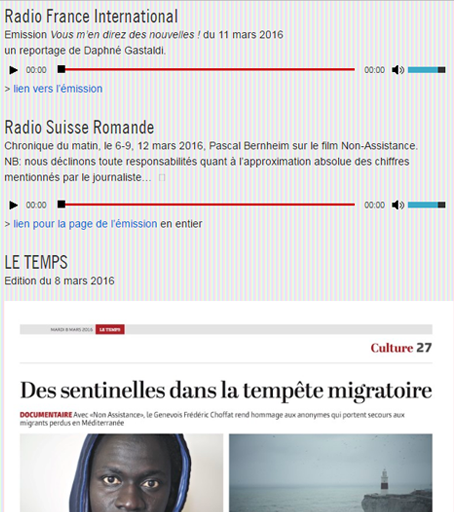 Radio France International
Emission Vous m'en direz des nouvelles ! du 11 mars 2016
un reportage de Daphné Gastaldi.
00:00 00:00
> lien vers l'émission
Radio Suisse Romande
Chronique du matin, le 6-9, 12 mars 2016, Pascal Bernheim sur le film Non-Assistance.
NB: nous déclinons toute responsabilités quant à l'approximation absolue des chiffres
mentionnés par le journaliste...
00:00 00:00
> lien pour la page de l'émission en entier
LE TEMPS
Edition du 8 mars 2016
MARDI 8 MARS 2016 LE TEMPS
Culture 27
Des sentinelles dans la tempête migratoire
DOCUMENTAIRE Avec «Non Assistance», le Genevois Frédéric Choffat rend hommage aux anonymes qui portent secours aux
migrants perdus en Méditerranée